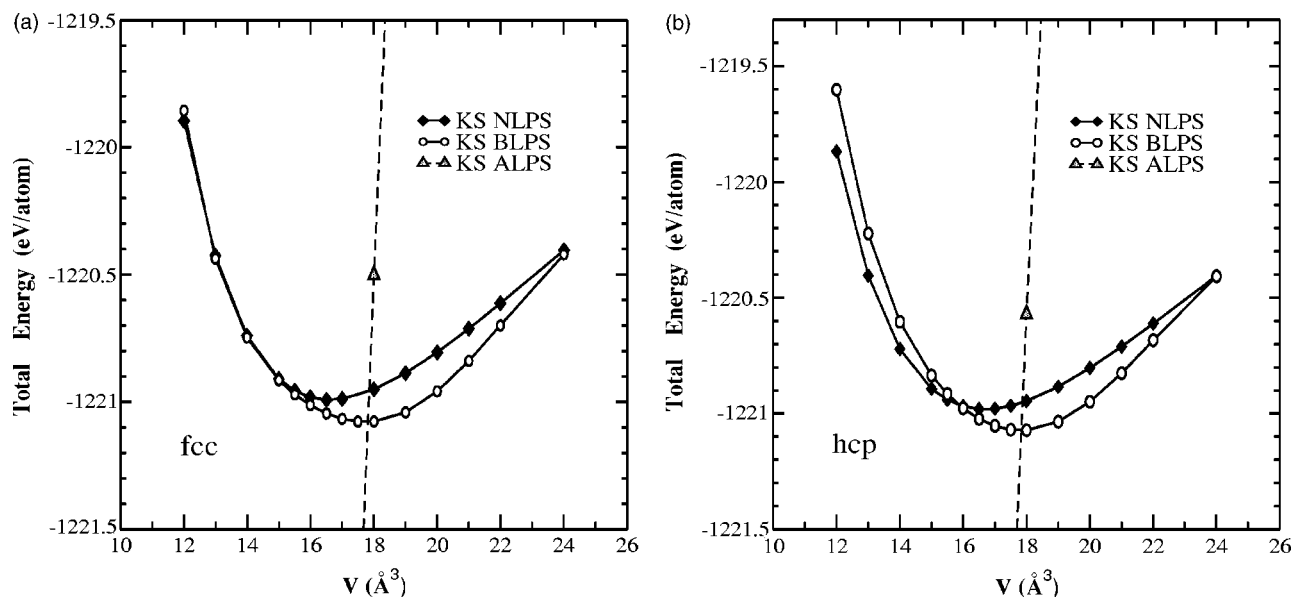 (a)
-1219.5
-1220
-1220.5
-1221
-1221.5
Total Energy (eV/atom)
KS NLPS
KS BLPS
KS ALPS
fcc
10 12 14 16 18 20 22 24 26
V (Å3)
(b)
-1219.5
-1220
-1220.5
-1221
-1221.5
Total Energy (eV/atom)
KS NLPS
KS BLPS
KS ALPS
hcp
10 12 14 16 18 20 22 24 26
V (Å3)